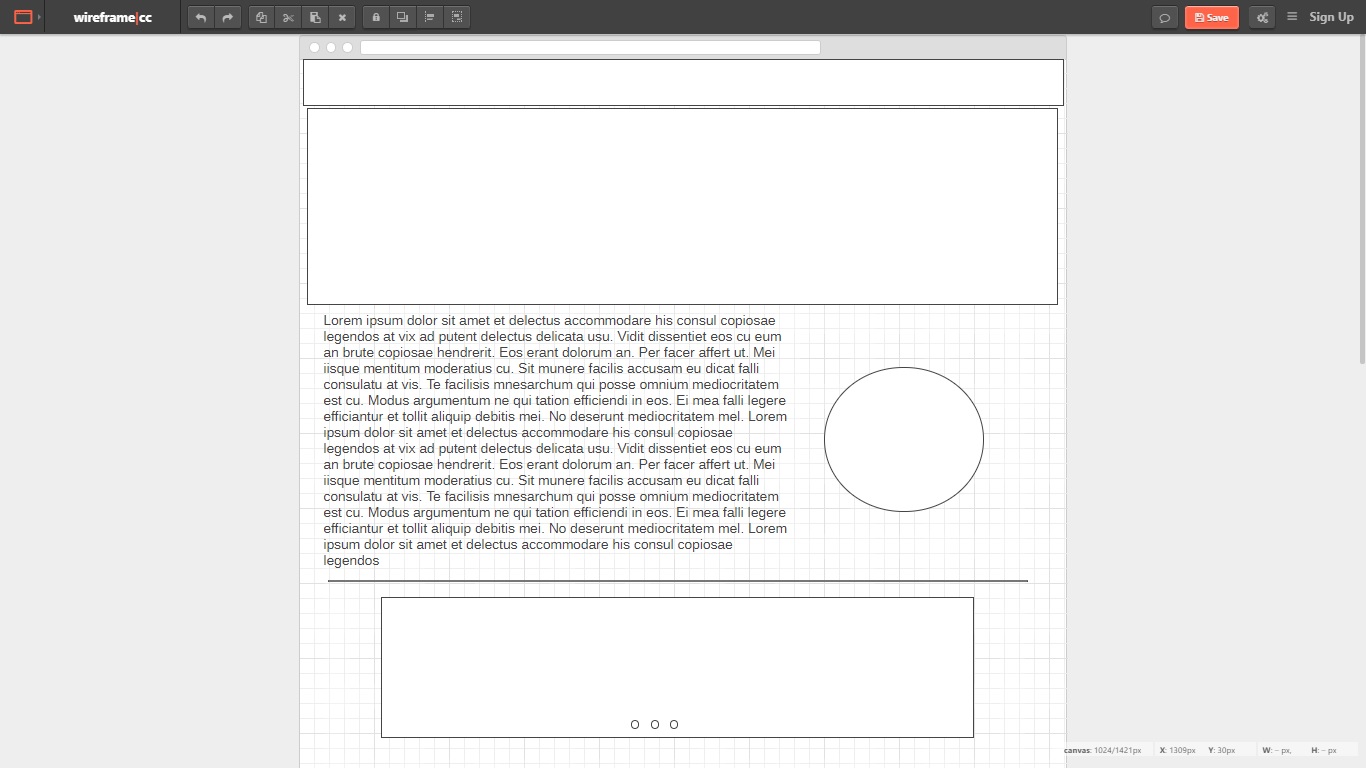 wireframe|cc
Save
Sign Up
Lorem ipsum dolor sit amet et delectus accommodare his consul copiosae
legendos at vix ad putent delectus delicata usu. Vidit dissentiet eos cu eum
an brute copiosae hendrerit. Eos erant dolorum an. Per facer affert ut. Mei
iisque mentitum moderatius cu. Sit munere facilis accusam eu dicat falli
consulatu at vis. Te facilisis mnesarchum qui posse omnium mediocritatem
est cu. Modus argumentum ne qui tation efficiendi in eos. Ei mea falli legere
efficiantur et tollit aliquip debitis mei. No deserunt mediocritatem mel. Lorem
ipsum dolor sit amet et delectus accommodare his consul copiosae
legendos at vix ad putent delectus delicata usu. Vidit dissentiet eos cu eum
an brute copiosae hendrerit. Eos erant dolorum an. Per facer affert ut. Mei
iisque mentitum moderatius cu. Sit munere facilis accusam eu dicat falli
consulatu at vis. Te facilisis mnesarchum qui posse omnium mediocritatem
est cu. Modus argumentum ne qui tation efficiendi in eos. Ei mea falli legere
efficiantur et tollit aliquip debitis mei. No deserunt mediocritatem mel. Lorem
ipsum dolor sit amet et delectus accommodare his consul copiosae
legendos
canvas: 1024/1421px X: 1309px Y: 30px W: – px, H: – px